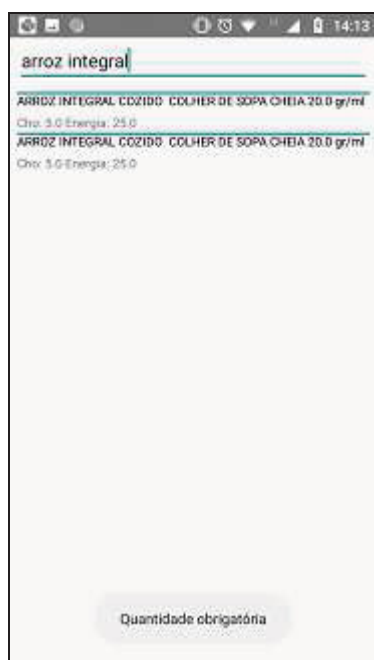 14:13
arroz integral
ARROZ INTEGRAL COZIDO COLHER DE SOPA CHEIA 20.0 gr/ml
Cho: 5.0 Energia: 25.0
ARROZ INTEGRAL COZIDO COLHER DE SOPA CHEIA 20.0 gr/ml
Cho: 5.0 Energia: 25.0
Quantidade obrigatória